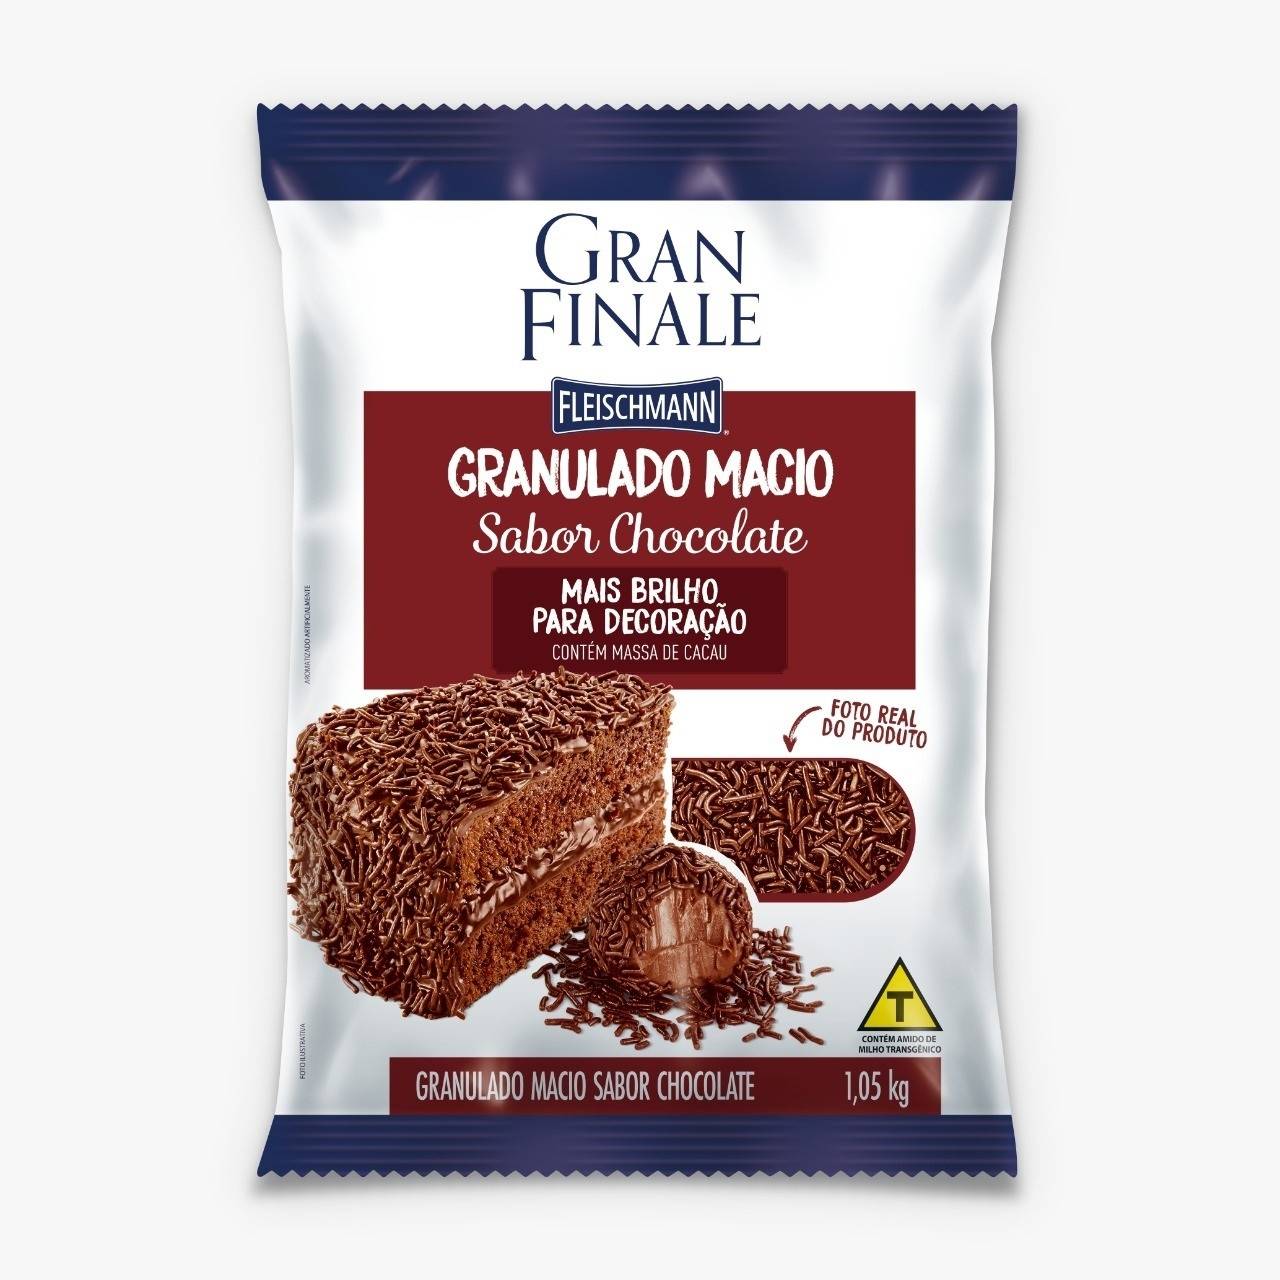 GRAN
FINALE
FLEISCHMANN
GRANULADO MACIO
Sabor Chocolate
MAIS BRILHO
PARA DECORAÇÃO
CONTÉM MASSA DE CACAU
AROMATIZADO ARTIFICIALMENTE
FOTO REAL
DO PRODUTO
T
CONTÉM AMIDO DE
MILHO TRANSGÊNICO
FOTO ILUSTRATIVA
GRANULADO MACIO SABOR CHOCOLATE 1,05 kg